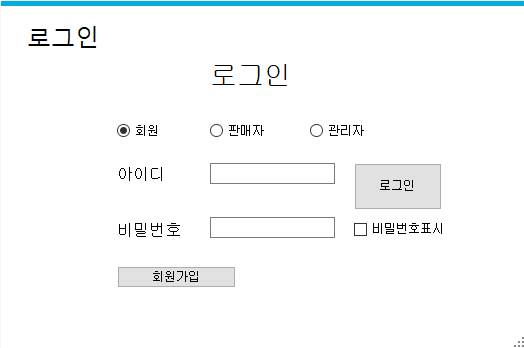 로그인
로그인
회원 판매자 관리자
아이디
로그인
비밀번호
비밀번호표시
회원가입